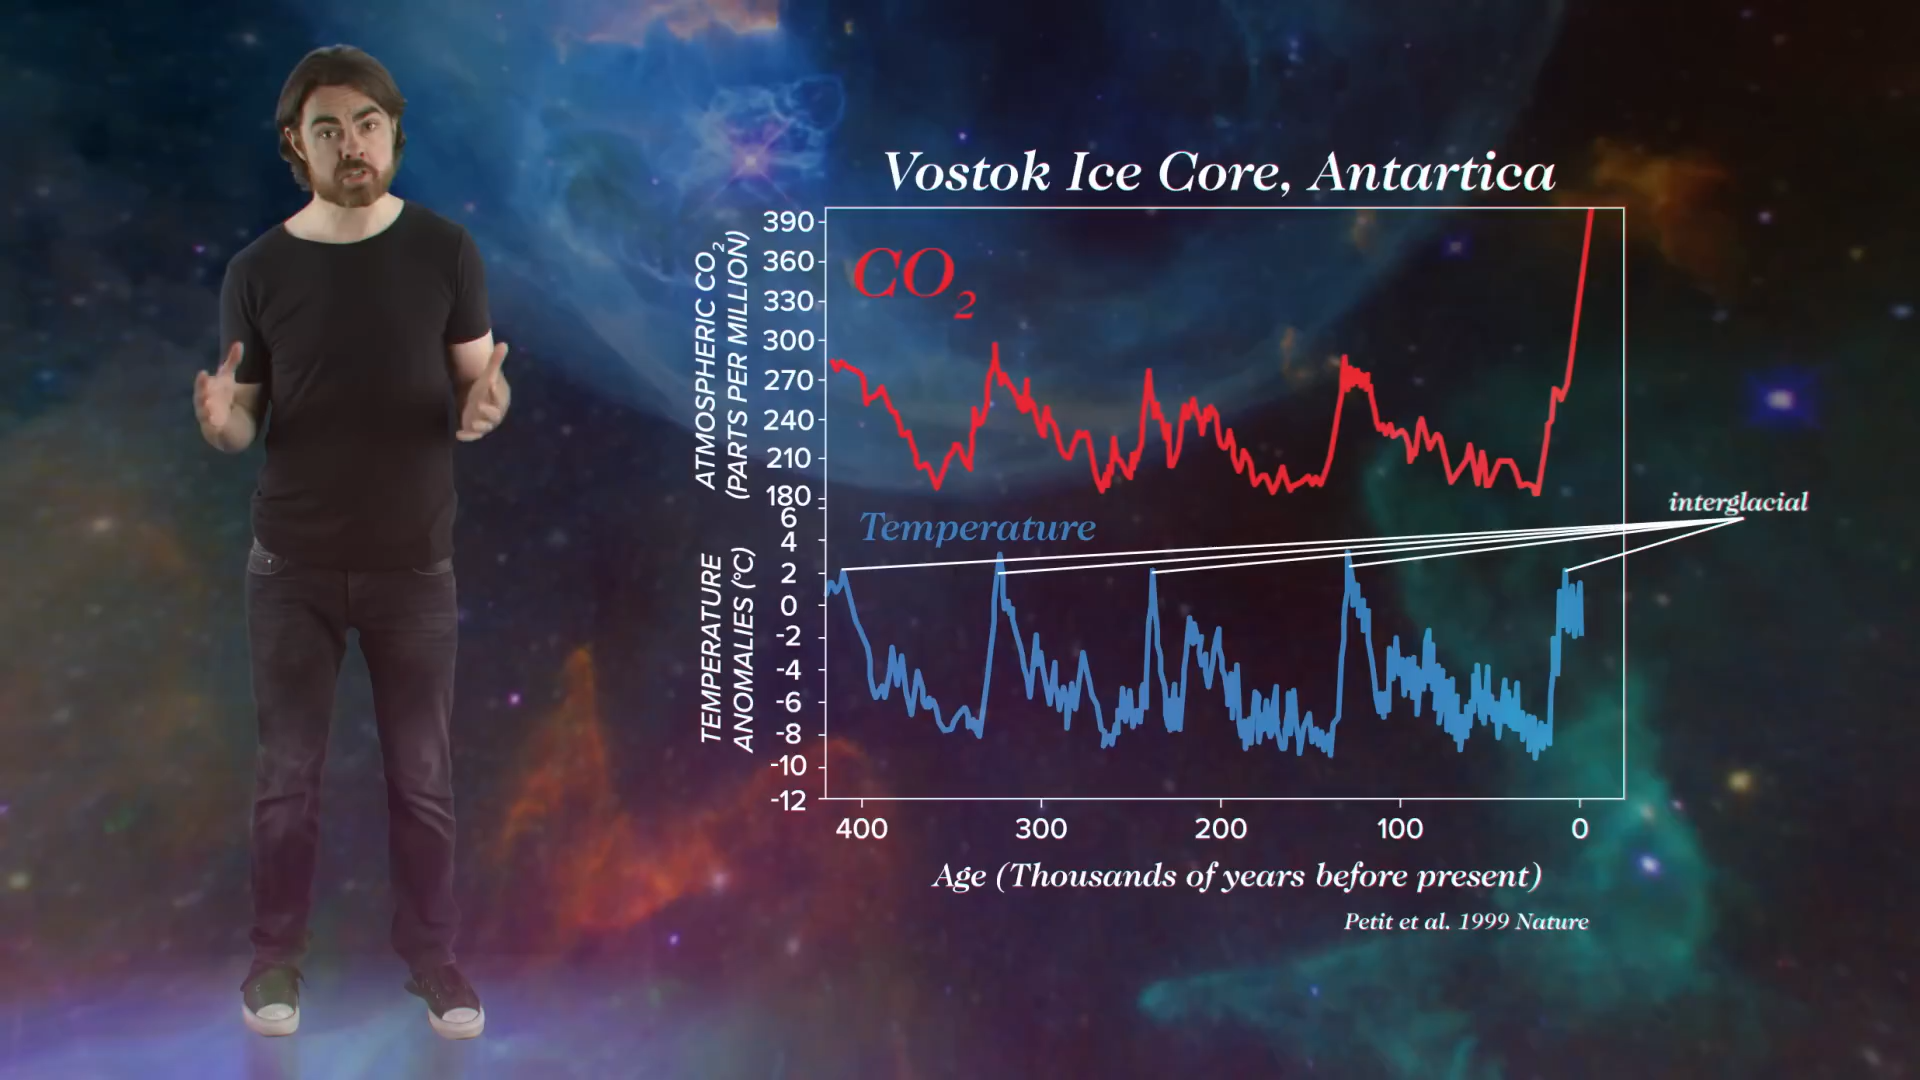 Vostok Ice Core, Antartica
ATMOSPHERIC CO2
(PARTS PER MILLION)
390
360
330
300
270
240
210
180
CO2
TEMPERATURE
ANOMALIES (°C)
6
4
2
0
-2
-4
-6
-8
-10
-12
Temperature
interglacial
400 300 200 100 0
Age (Thousands of years before present)
Petit et al. 1999 Nature